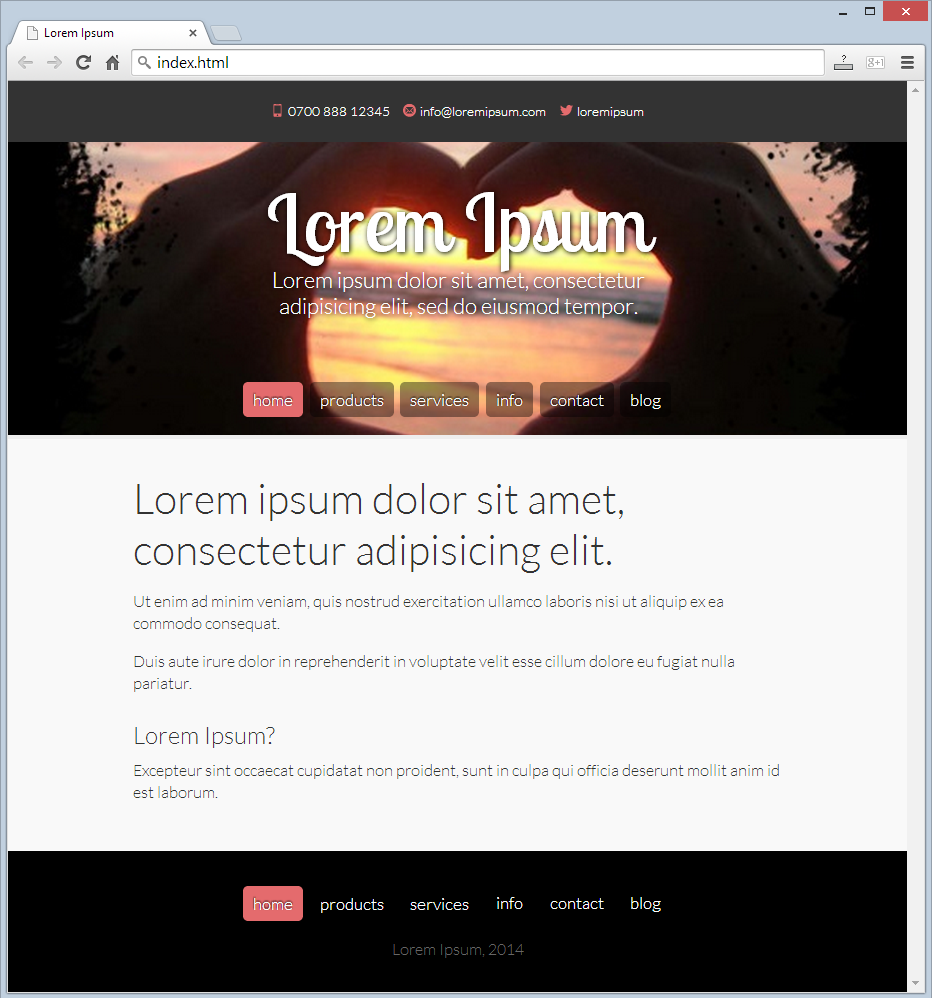 Lorem Ipsum
index.html
?
g+1
0700 888 12345 info@loremipsum.com loremipsum
Lorem Ipsum
Lorem ipsum dolor sit amet, consectetur
adipisicing elit, sed do eiusmod tempor.
home products services info contact blog
Lorem ipsum dolor sit amet,
consectetur adipisicing elit.
Ut enim ad minim veniam, quis nostrud exercitation ullamco laboris nisi ut aliquip ex ea
commodo consequat.
Duis aute irure dolor in reprehenderit in voluptate velit esse cillum dolore eu fugiat nulla
pariatur.
Lorem Ipsum?
Excepteur sint occaecat cupidatat non proident, sunt in culpa qui officia deserunt mollit anim id
est laborum.
home products services info contact blog
Lorem Ipsum, 2014